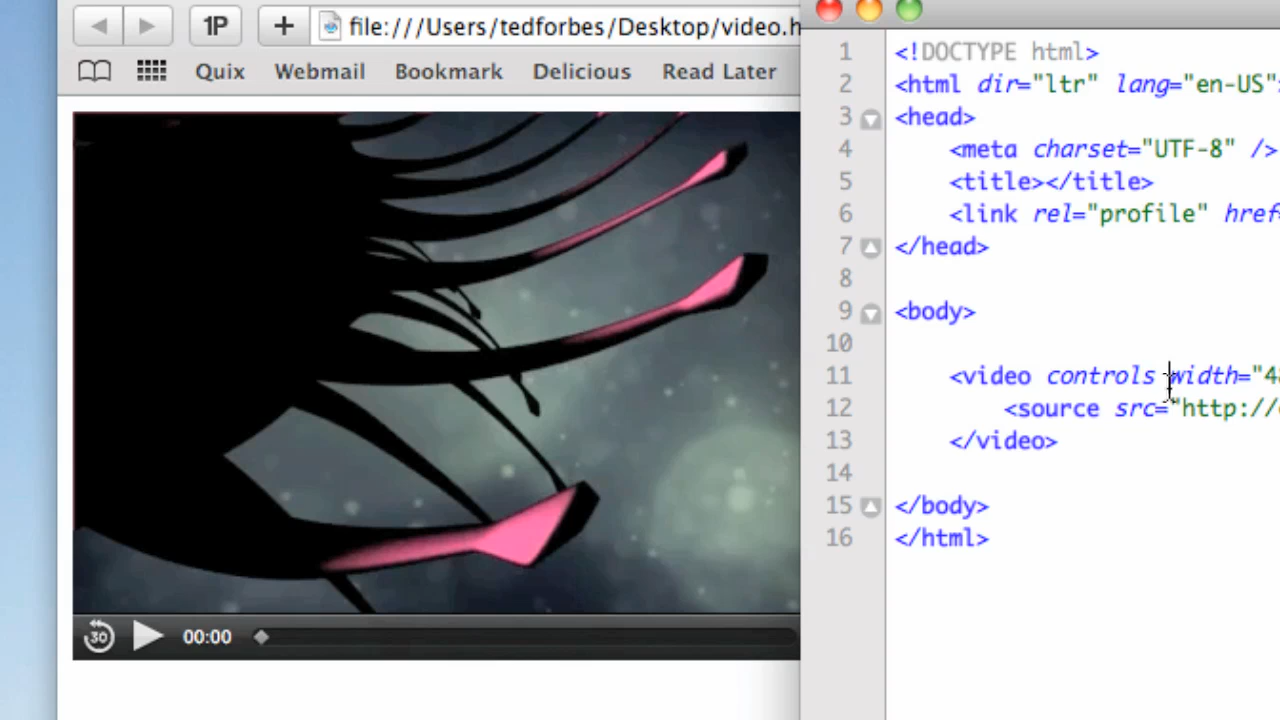 1P + file:///Users/tedforbes/Desktop/video.h
Quix Webmail Bookmark Delicious Read Later
30 00:00
1 <!DOCTYPE html>
2 <html dir="ltr" lang="en-US">
3 <head>
4 <meta charset="UTF-8" />
5 <title></title>
6 <link rel="profile" href=
7 </head>
8
9 <body>
10
11 <video controls width="48
12 <source src="http://
13 </video>
14
15 </body>
16 </html>